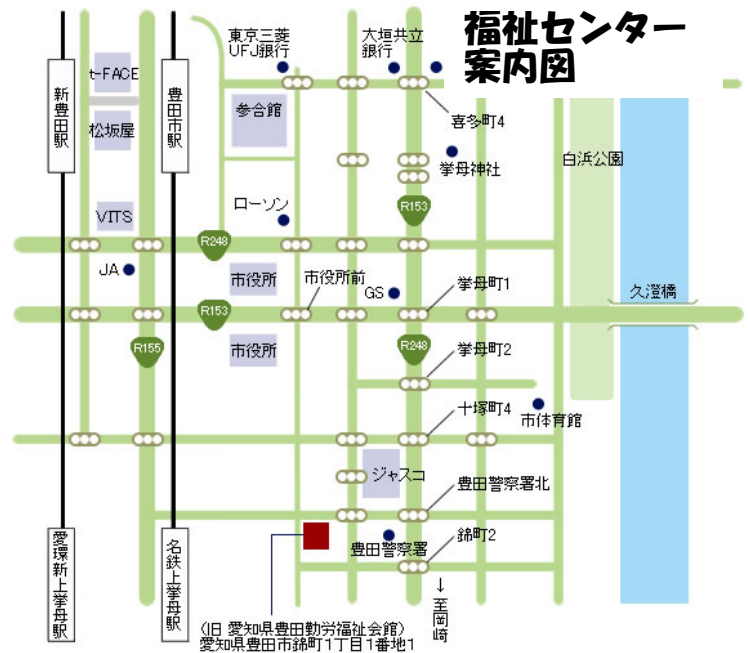 福祉センター
案内図
東京三菱
UFJ銀行
大垣共立
銀行
t-FACE
新豊田駅
豊田市駅
松坂屋
参合館
喜多町4
挙母神社
白浜公園
VITS
ローソン
R153
R248
JA
市役所
市役所前
GS
挙母町1
久澄橋
R153
R155
市役所
R248
挙母町2
十塚町4
市体育館
ジャスコ
豊田警察署北
愛環新上挙母駅
名鉄上挙母駅
豊田警察署
錦町2
↓至岡崎
(旧 愛知県豊田勤労福祉会館)
愛知県豊田市錦町1丁目1番地1